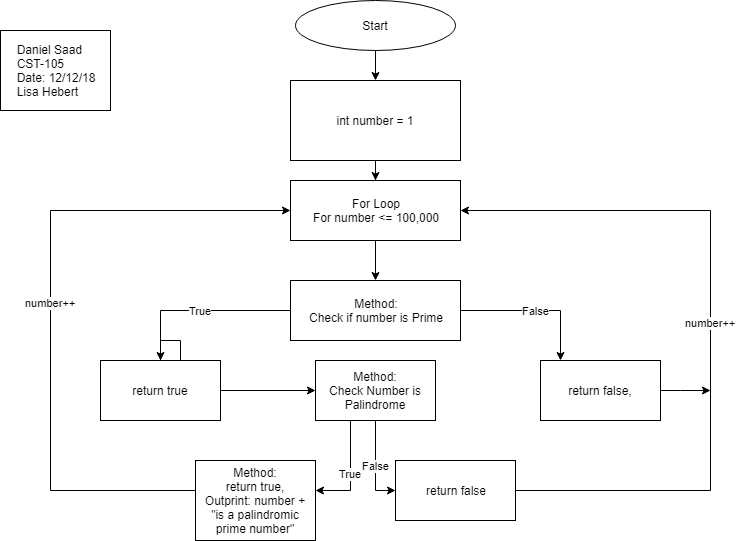 Start
Daniel Saad
CST-105
Date: 12/12/18
Lisa Hebert
int number = 1
For Loop
For number <= 100,000
number++
number++
Method:
Check if number is Prime
True
False
return true
Method:
Check Number is
Palindrome
return false,
True
False
Method:
return true,
Outprint: number +
"is a palindromic
prime number"
return false